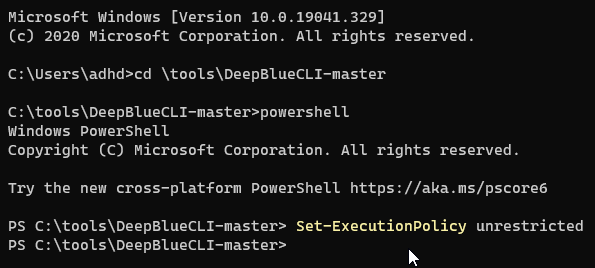 Microsoft Windows [Version 10.0.19041.329]
(c) 2020 Microsoft Corporation. All rights reserved.
C:\Users\adhd>cd \tools\DeepBlueCLI-master
C:\tools\DeepBlueCLI-master>powershell
Windows PowerShell
Copyright (C) Microsoft Corporation. All rights reserved.
Try the new cross-platform PowerShell https://aka.ms/pscore6
PS C:\tools\DeepBlueCLI-master> Set-ExecutionPolicy unrestricted
PS C:\tools\DeepBlueCLI-master>